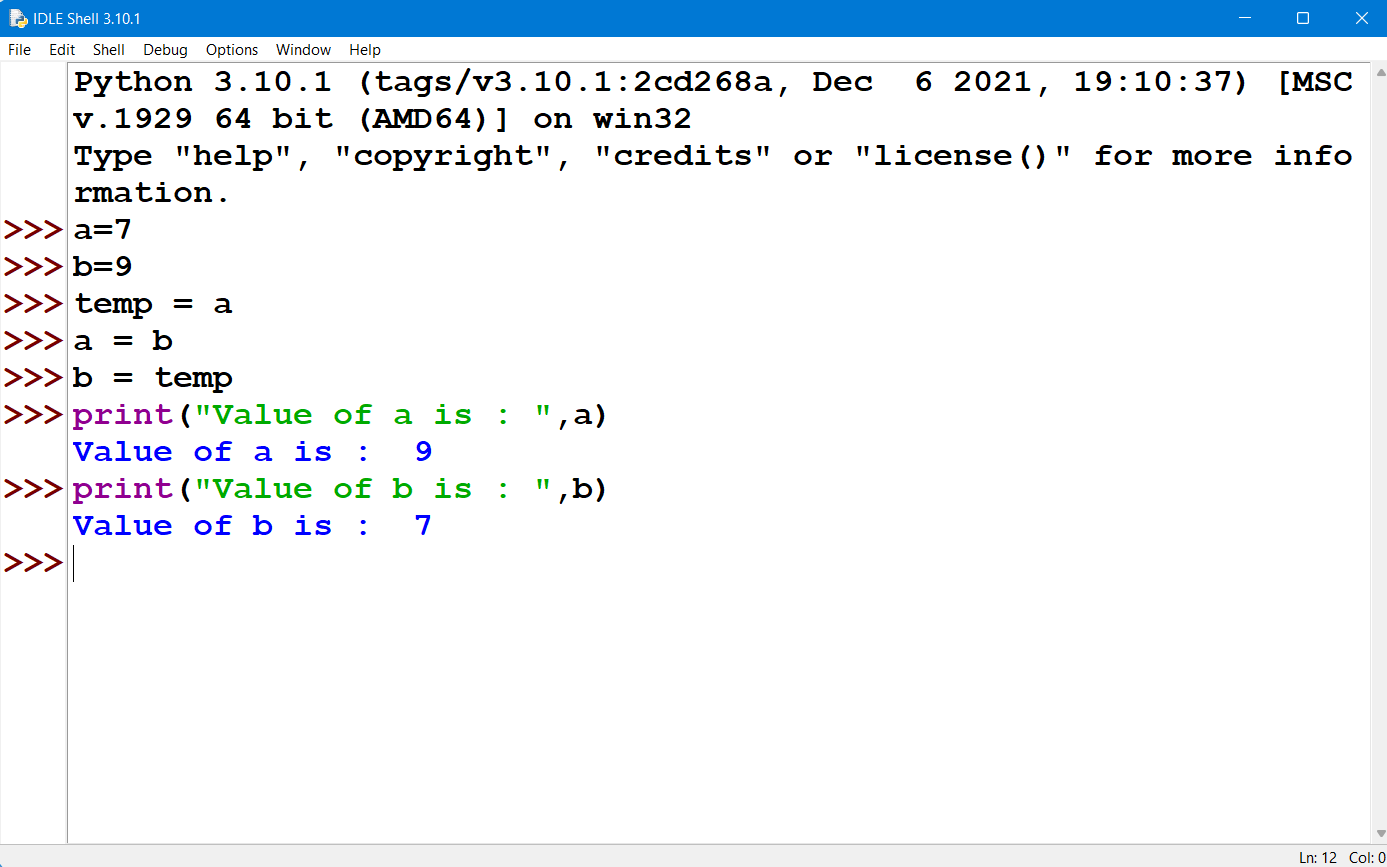 IDLE Shell 3.10.1
File Edit Shell Debug Options Window Help
Python 3.10.1 (tags/v3.10.1:2cd268a, Dec  6 2021, 19:10:37) [MSC
v.1929 64 bit (AMD64)] on win32
Type "help", "copyright", "credits" or "license()" for more info
rmation.
>>> a=7
>>> b=9
>>> temp = a
>>> a = b
>>> b = temp
>>> print("Value of a is : ",a)
Value of a is :  9
>>> print("Value of b is : ",b)
Value of b is :  7
>>>
Ln: 12 Col: 0